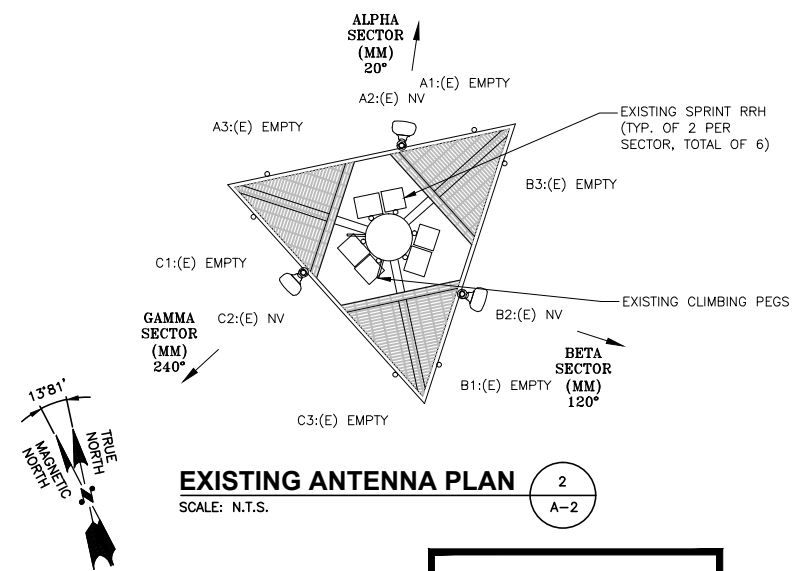 ALPHA
SECTOR
(MM)
20°
A1:(E) EMPTY
A2:(E) NV
A3:(E) EMPTY
EXISTING SPRINT RRH
(TYP. OF 2 PER
SECTOR, TOTAL OF 6)
B3:(E) EMPTY
C1:(E) EMPTY
EXISTING CLIMBING PEGS
C2:(E) NV
B2:(E) NV
GAMMA
SECTOR
(MM)
240°
BETA
SECTOR
(MM)
120°
B1:(E) EMPTY
C3:(E) EMPTY
13'81'
TRUE
NORTH
MAGNETIC
NORTH
N
EXISTING ANTENNA PLAN
2
SCALE: N.T.S.
A-2